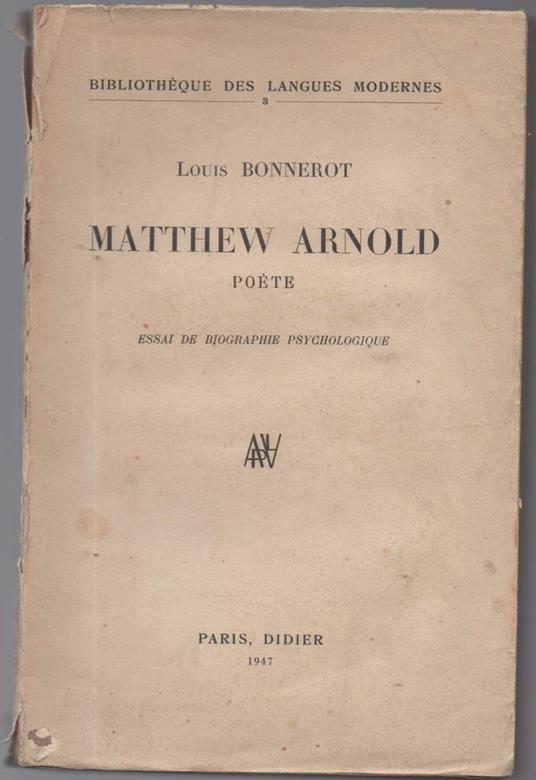 BIBLIOTHÈQUE DES LANGUES MODERNES
3
Louis BONNEROT
MATTHEW ARNOLD
POÈTE
ESSAI DE BIOGRAPHIE PSYCHOLOGIQUE
PARIS, DIDIER
1947